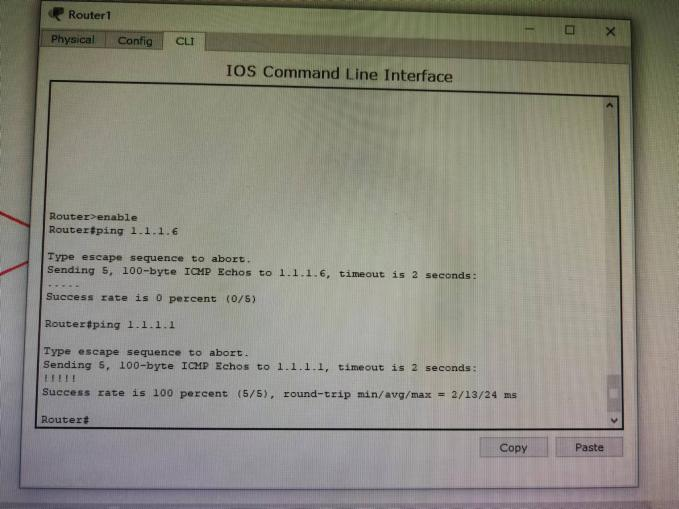 Router1
Physical Config CLI
IOS Command Line Interface
Router>enable
Router#ping 1.1.1.6
Type escape sequence to abort.
Sending 5, 100-byte ICMP Echos to 1.1.1.6, timeout is 2 seconds:
.....
Success rate is 0 percent (0/5)
Router#ping 1.1.1.1
Type escape sequence to abort.
Sending 5, 100-byte ICMP Echos to 1.1.1.1, timeout is 2 seconds:
!!!!!
Success rate is 100 percent (5/5), round-trip min/avg/max = 2/13/24 ms
Router#
Copy Paste